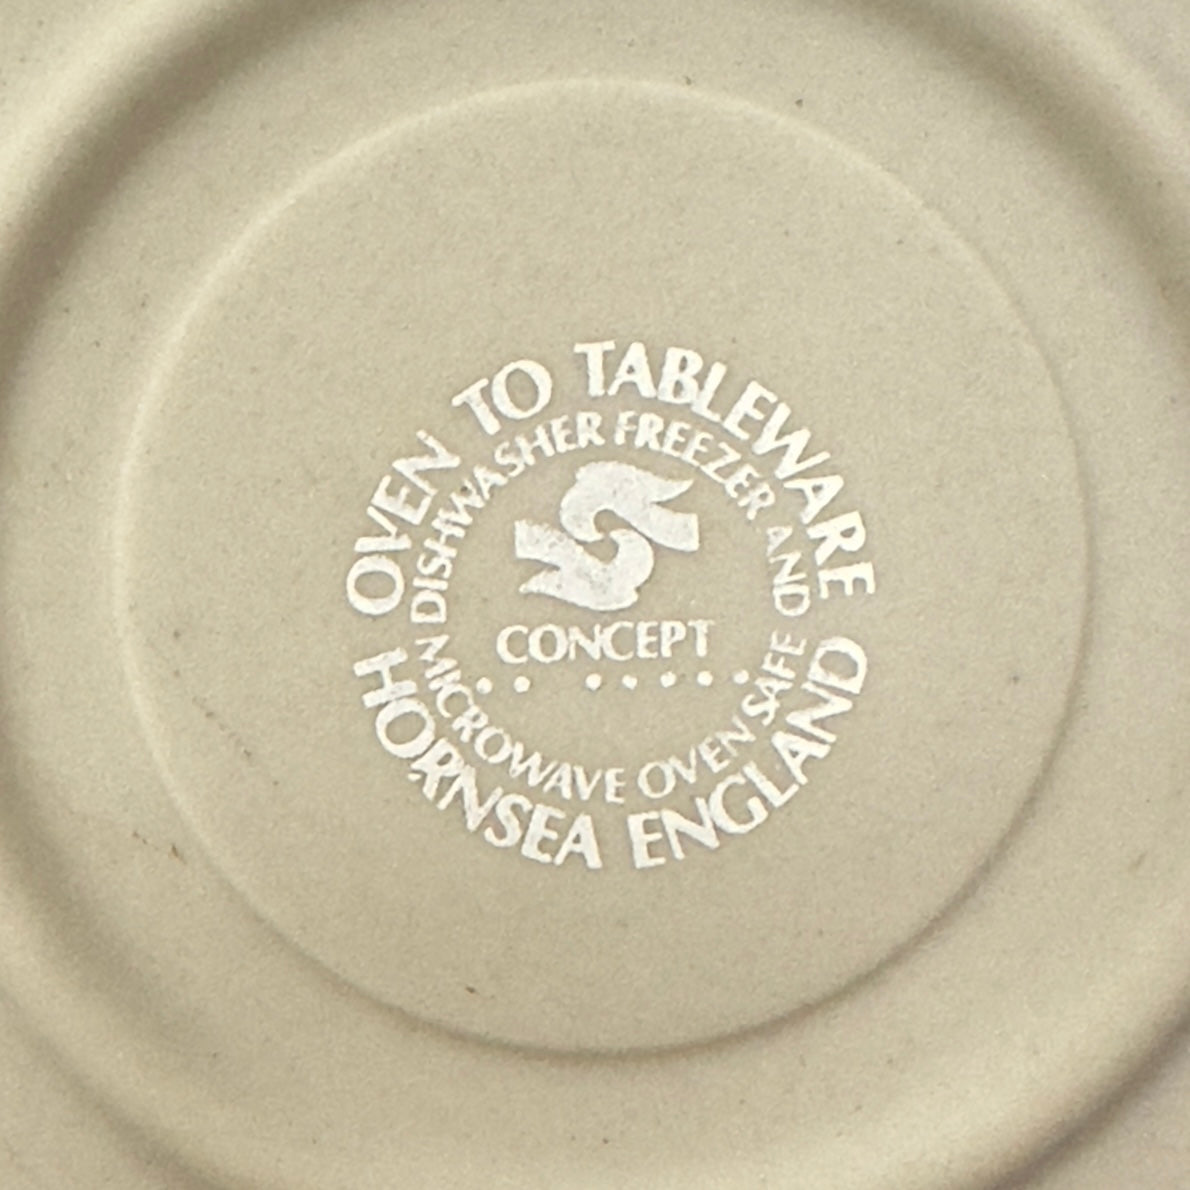 OVEN TO TABLEWARE
DISHWASHER FREEZER AND
CONCEPT
MICROWAVE OVEN SAFE
HORNSEA ENGLAND